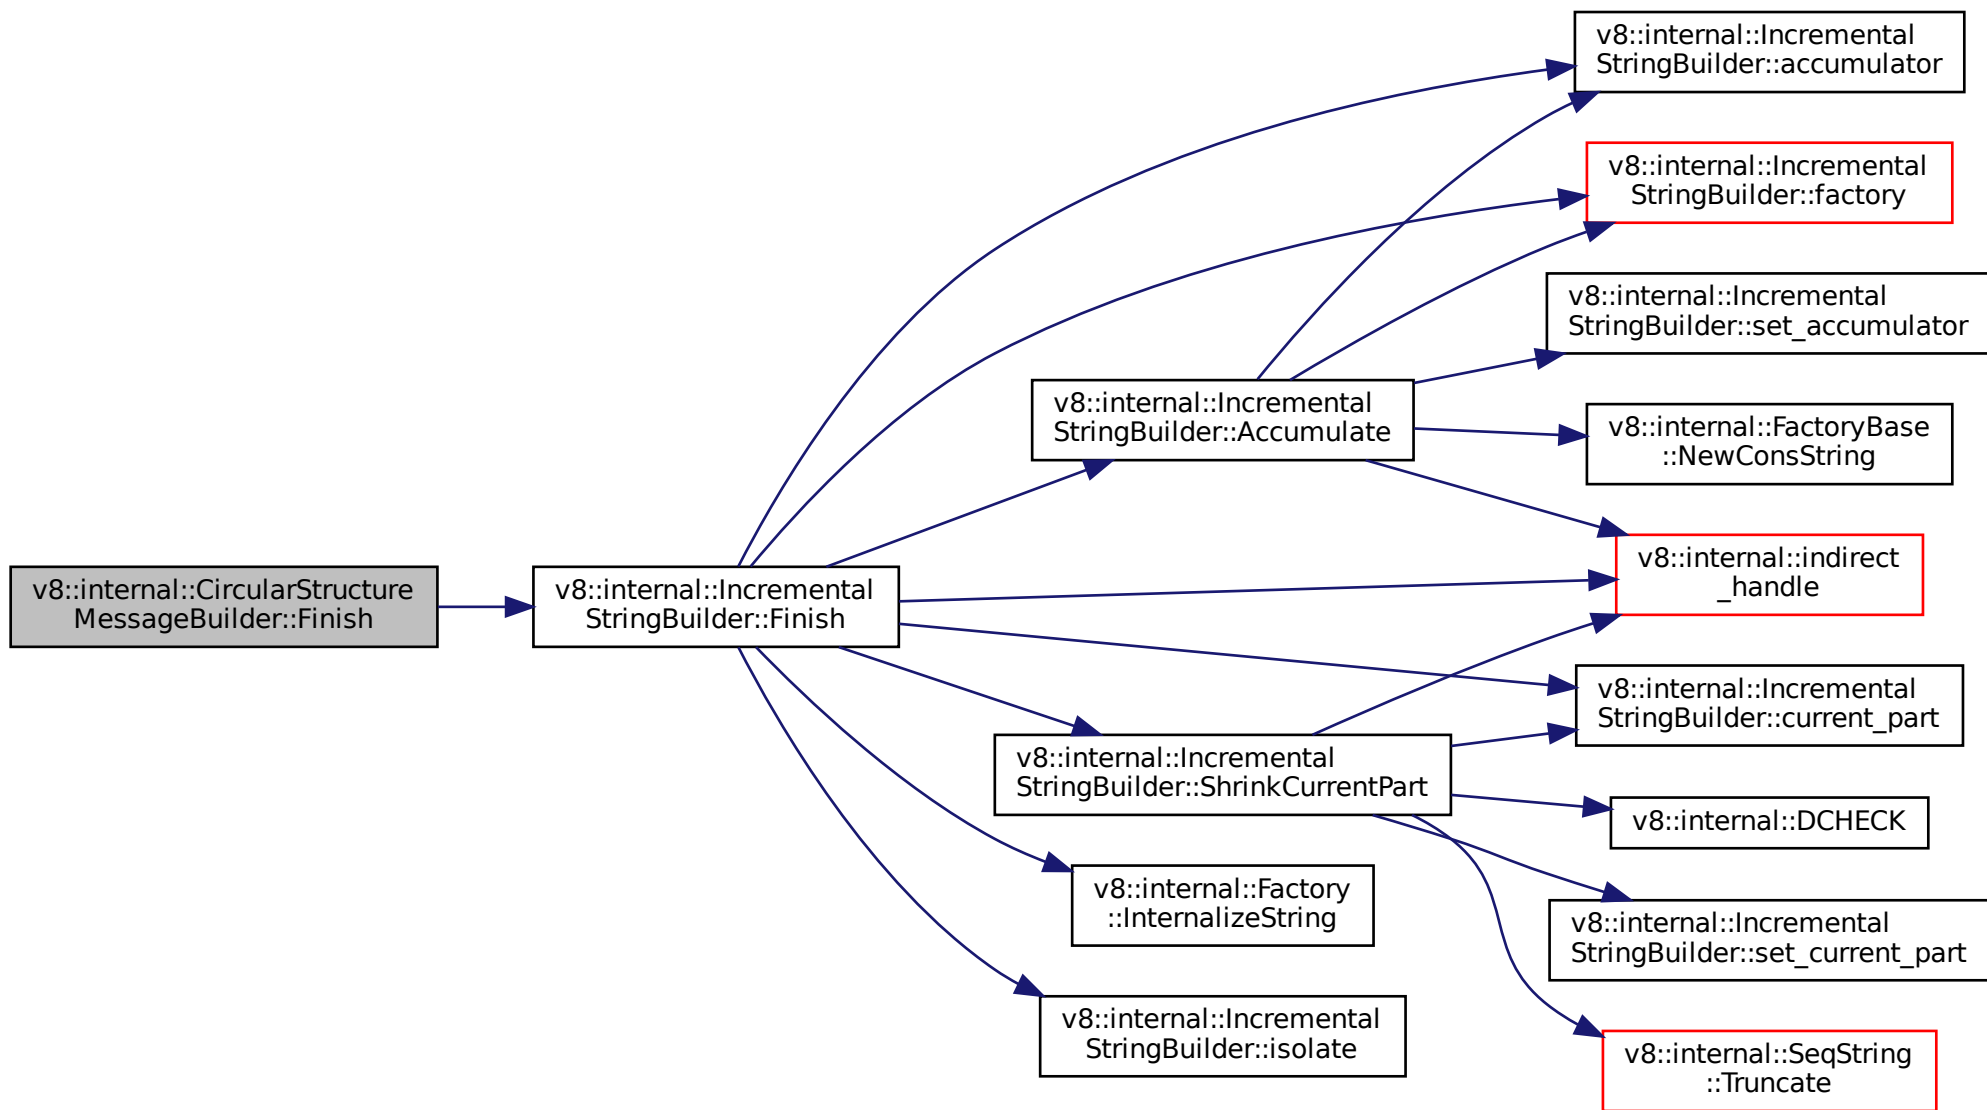 v8::internal::CircularStructure
MessageBuilder::Finish
v8::internal::Incremental
StringBuilder::Finish
v8::internal::Incremental
StringBuilder::Accumulate
v8::internal::Incremental
StringBuilder::ShrinkCurrentPart
v8::internal::Factory
::InternalizeString
v8::internal::Incremental
StringBuilder::isolate
v8::internal::Incremental
StringBuilder::accumulator
v8::internal::Incremental
StringBuilder::factory
v8::internal::Incremental
StringBuilder::set_accumulator
v8::internal::FactoryBase
::NewConsString
v8::internal::indirect
_handle
v8::internal::Incremental
StringBuilder::current_part
v8::internal::DCHECK
v8::internal::Incremental
StringBuilder::set_current_part
v8::internal::SeqString
::Truncate